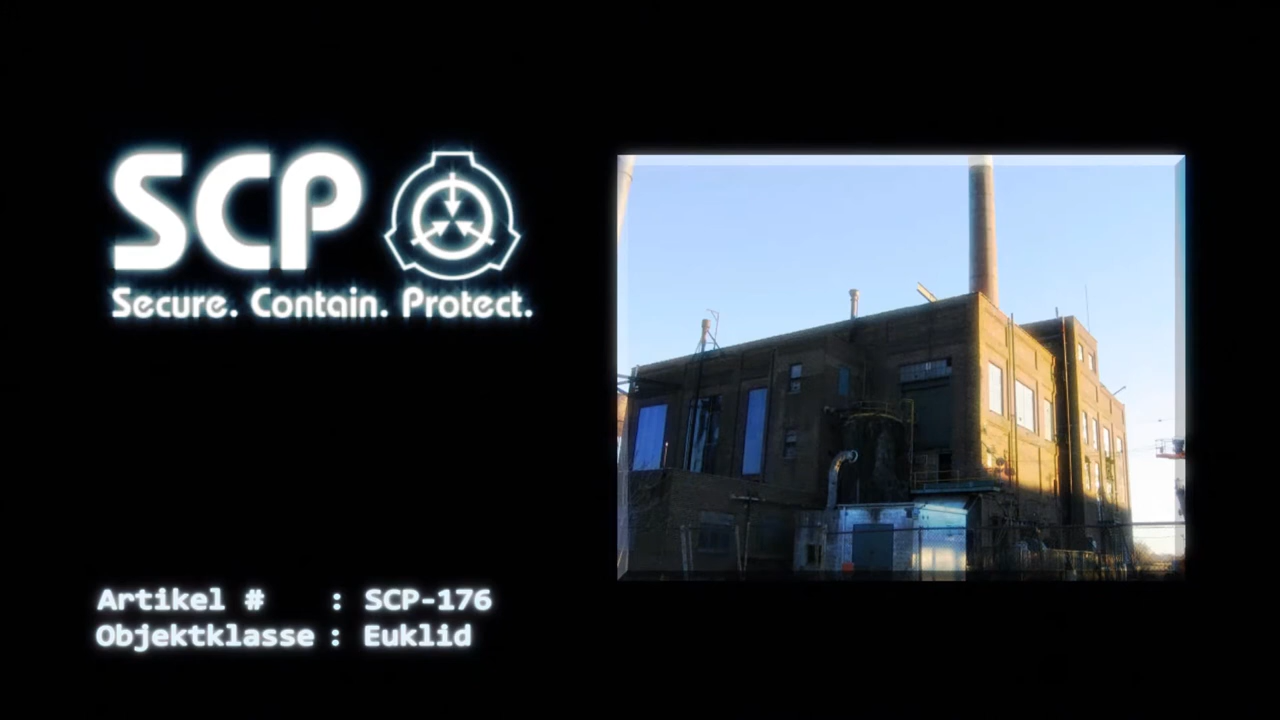 SCP
Secure. Contain. Protect.
Artikel # : SCP-176
Objektklasse : Euklid